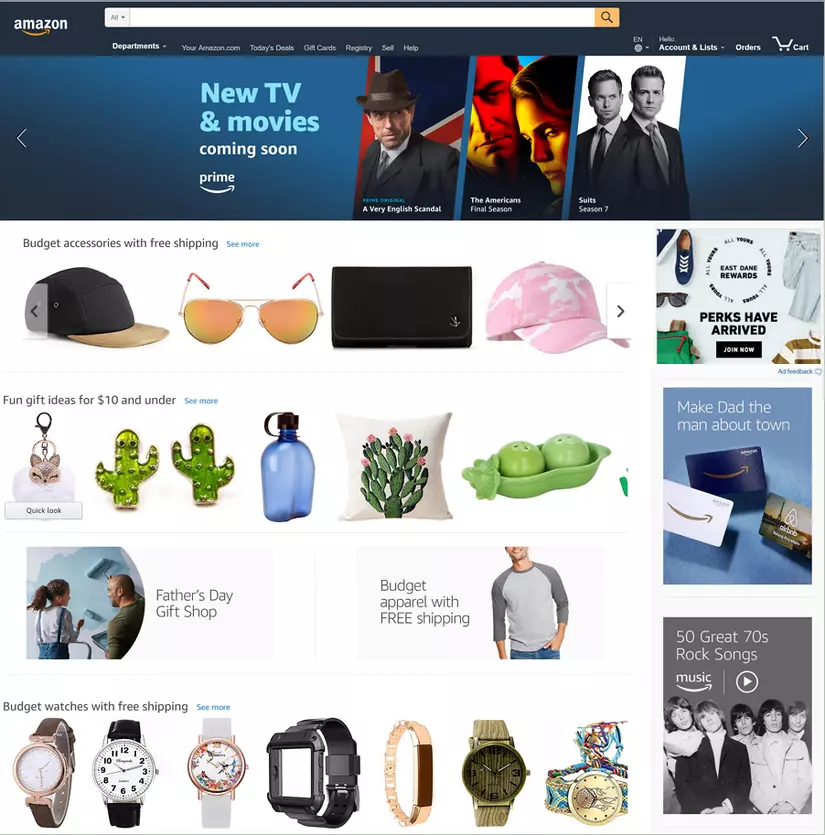 amazon
All
EN
Hello.
Departments
Your Amazon.com
Today's Deals
Gift Cards
Registry
Sell
Help
Account & Lists
Orders
Cart
New TV
& movies
coming soon
prime
PRIME ORIGINAL
A Very English Scandal
The Americans
Final Season
Suits
Season 7
Budget accessories with free shipping
See more
ALL YOURS
ALL YOURS
ALL YOURS
ALL YOURS
EAST DANE
REWARDS
PERKS HAVE
ARRIVED
JOIN NOW
Ad feedback
Fun gift ideas for $10 and under
See more
Quick look
Make Dad the
man about town
amazon
airbnb
Father's Day
Gift Shop
Budget
apparel with
FREE shipping
50 Great 70s
Rock Songs
music
Budget watches with free shipping
See more